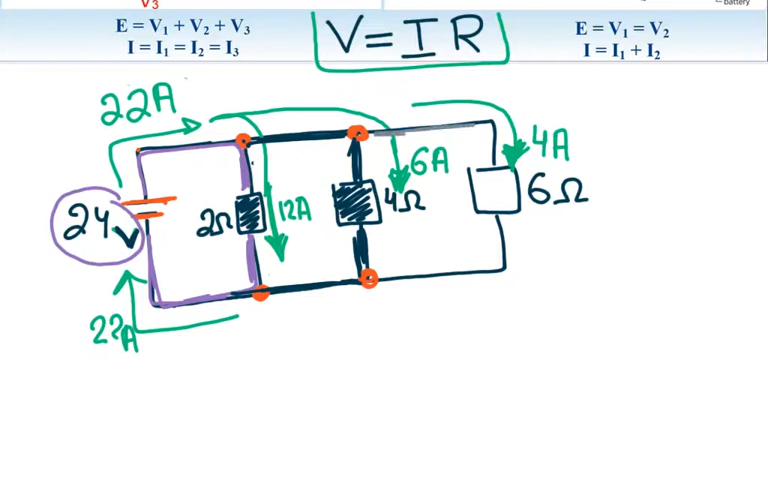 V3
battery
E = V1 + V2 + V3
I = I1 = I2 = I3
V = I R
E = V1 = V2
I = I1 + I2
22A
24V
2Ω
12A
4Ω
6A
4A
6Ω
22A